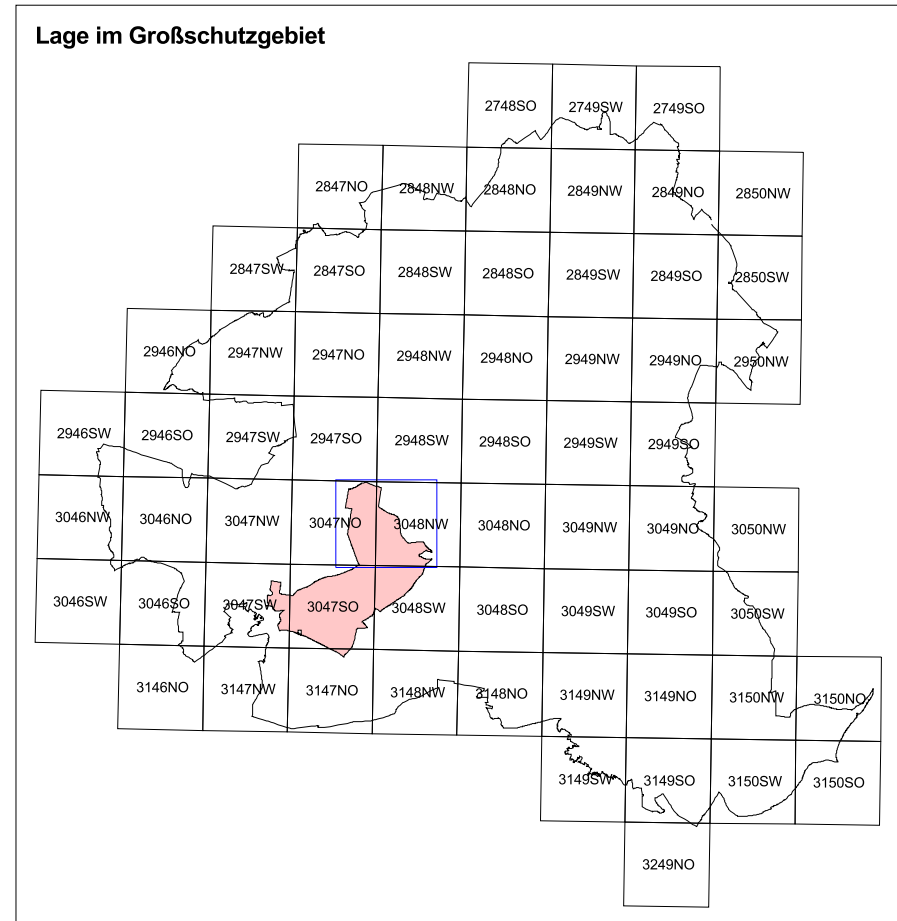 Lage im Großschutzgebiet
2748SO 2749SW 2749SO
2847NO 2848NW 2848NO 2849NW 2849NO 2850NW
2847SW 2847SO 2848SW 2848SO 2849SW 2849SO 2850SW
2946NO 2947NW 2947NO 2948NW 2948NO 2949NW 2949NO 2950NW
2946SW 2946SO 2947SW 2947SO 2948SW 2948SO 2949SW 2949SO
3046NW 3046NO 3047NW 3047NO 3048NW 3048NO 3049NW 3049NO 3050NW
3046SW 3046SO 3047SW 3047SO 3048SW 3048SO 3049SW 3049SO 3050SW
3146NO 3147NW 3147NO 3148NW 3148NO 3149NW 3149NO 3150NW 3150NO
3149SW 3149SO 3150SW 3150SO
3249NO